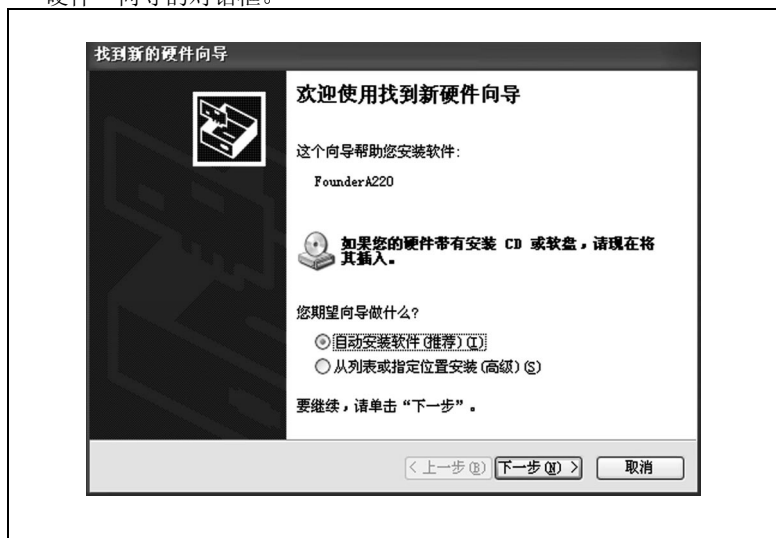 找到新的硬件向导
欢迎使用找到新硬件向导
这个向导帮助您安装软件:
FounderA220
如果您的硬件带有安装 CD 或软盘，请现在将
其插入。
您期望向导做什么?
自动安装软件(推荐)(I)
从列表或指定位置安装(高级)(S)
要继续，请单击“下一步”。
<上一步(B) 下一步(N) > 取消